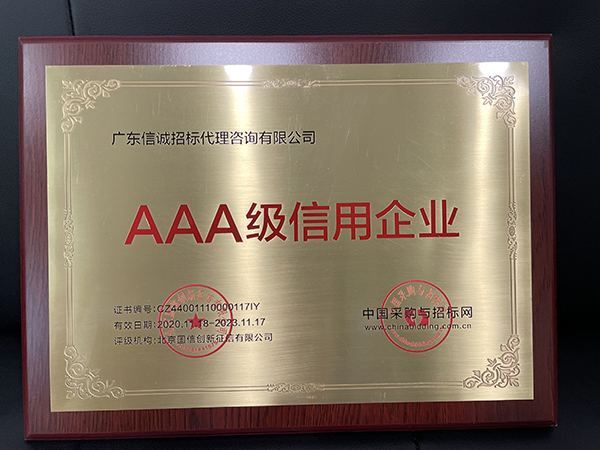 广东信诚招标代理咨询有限公司
AAA级信用企业
证书编号:CZ44001110000117IY
有效日期:2020.11.18-2023.11.17
评级机构:北京国信创新征信有限公司
中国采购与招标网
www.chinabidding.com.cn